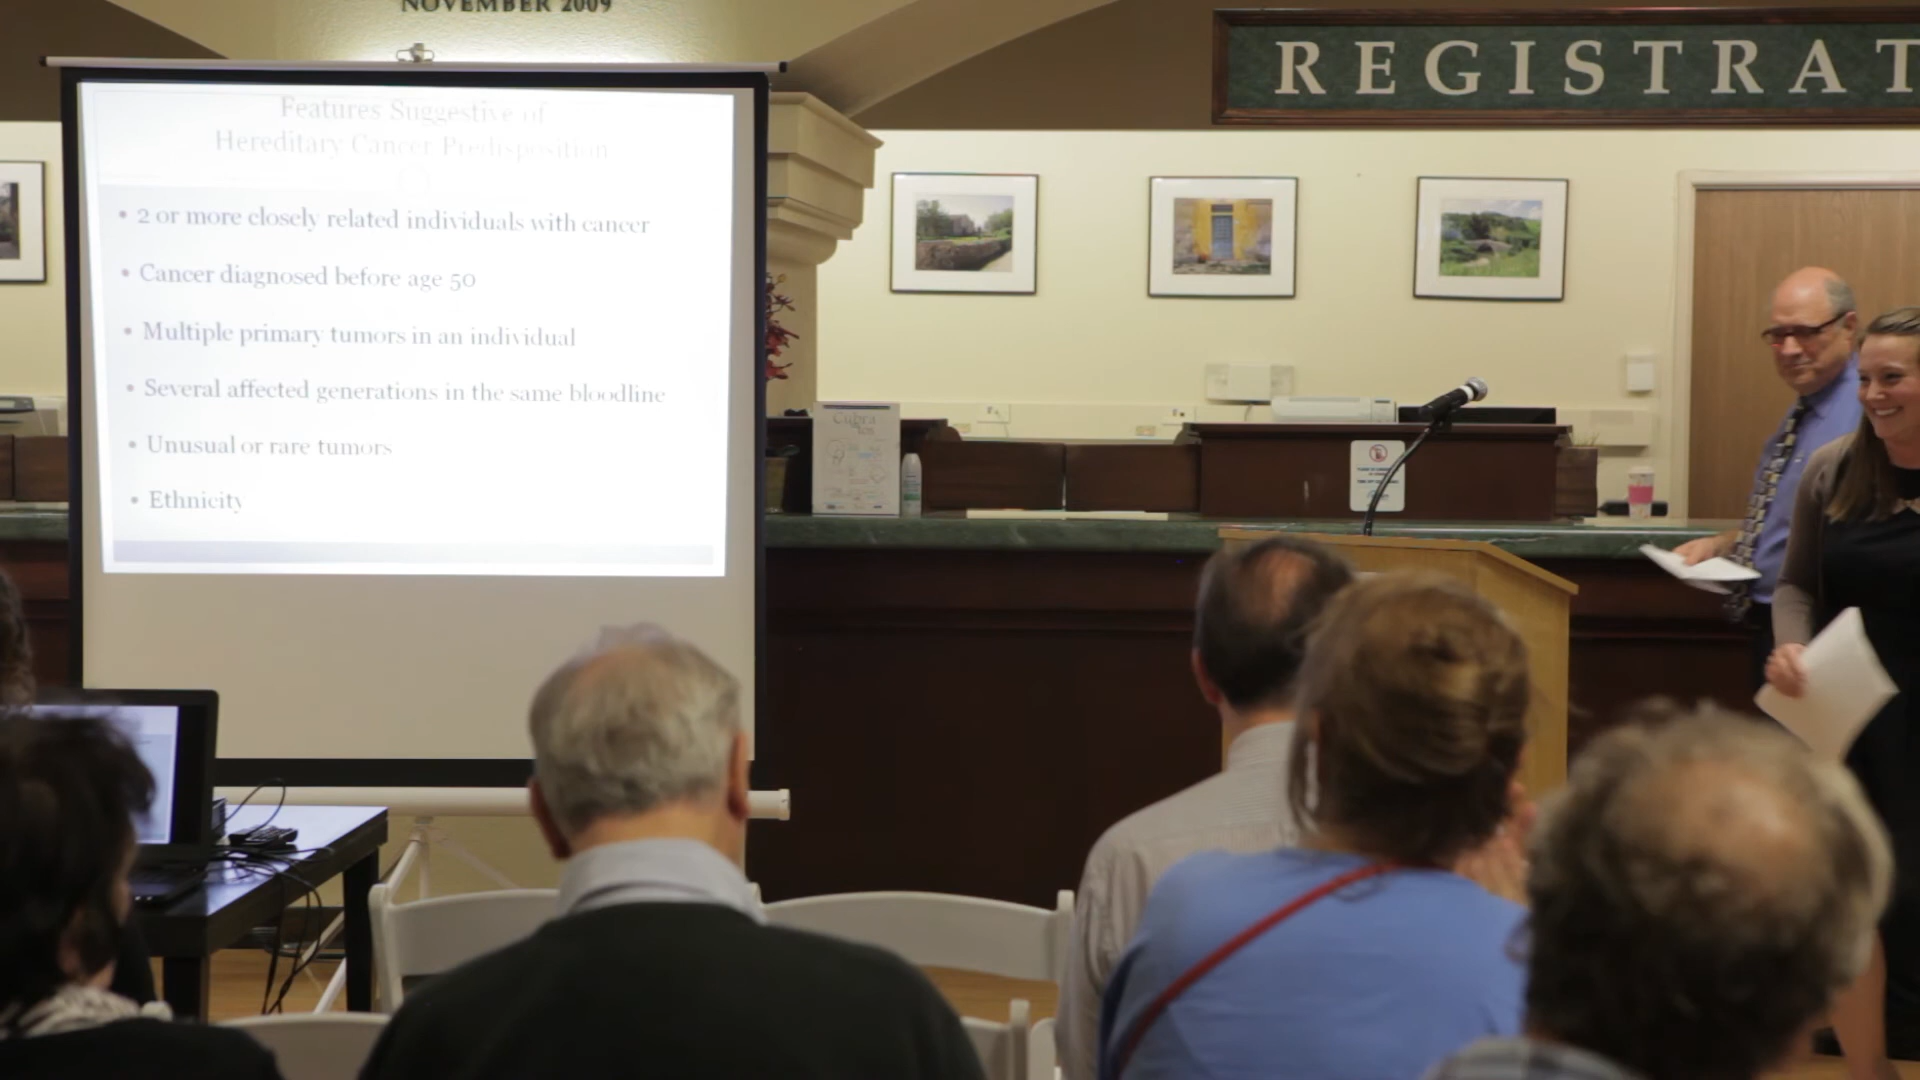 NOVEMBER 2009
REGISTRAT
Features Suggestive of
Hereditary Cancer Predisposition
• 2 or more closely related individuals with cancer
• Cancer diagnosed before age 50
• Multiple primary tumors in an individual
• Several affected generations in the same bloodline
• Unusual or rare tumors
• Ethnicity